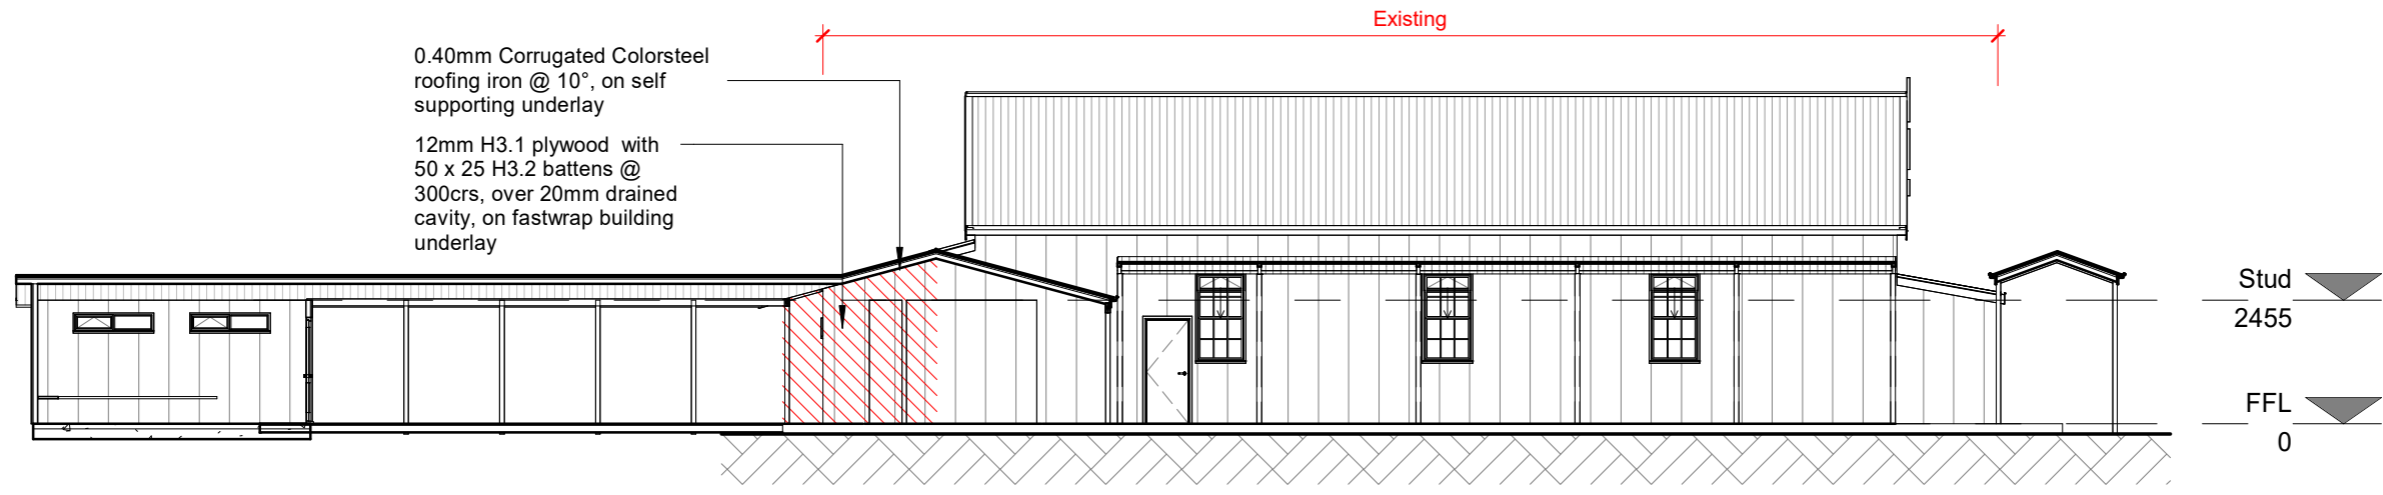 Existing
0.40mm Corrugated Colorsteel
roofing iron @ 10°, on self
supporting underlay
12mm H3.1 plywood with
50 x 25 H3.2 battens @
300crs, over 20mm drained
cavity, on fastwrap building
underlay
Stud
2455
FFL
0